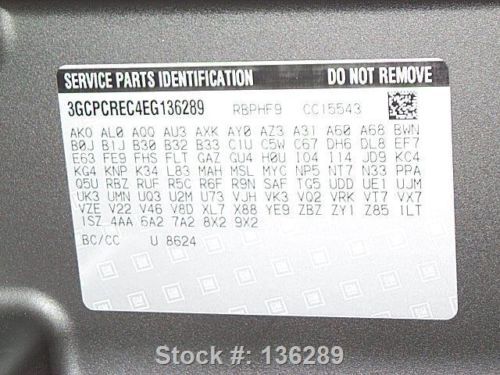 SERVICE PARTS IDENTIFICATION DO NOT REMOVE
3GCPCREC4EG136289 RBPHF9 CC15543
AKO AL0 AQQ AU3 AXK AY0 AZ3 A31 A60 A68 BWN
B0J B1J B30 B32 B33 C1U C5W C67 DH6 DL8 EF7
E63 FE9 FHS FLT GAZ GU4 H0U IO4 I14 JD9 KC4
KG4 KNP K34 L83 MAH MSL MYC NP5 NT7 N33 PPA
Q5U RBZ RUF R5C R6F R9N SAF TG5 UDD UE1 UJM
UK3 UMN UQ3 U2M U73 VJH VK3 VQ2 VRK VT7 VXT
VZE V22 V46 V8D XL7 X88 YE9 ZBZ ZY1 Z85 1LT
1SZ 4AA 6A2 7A2 8X2 9X2
BC/CC U 8624
Stock #: 136289